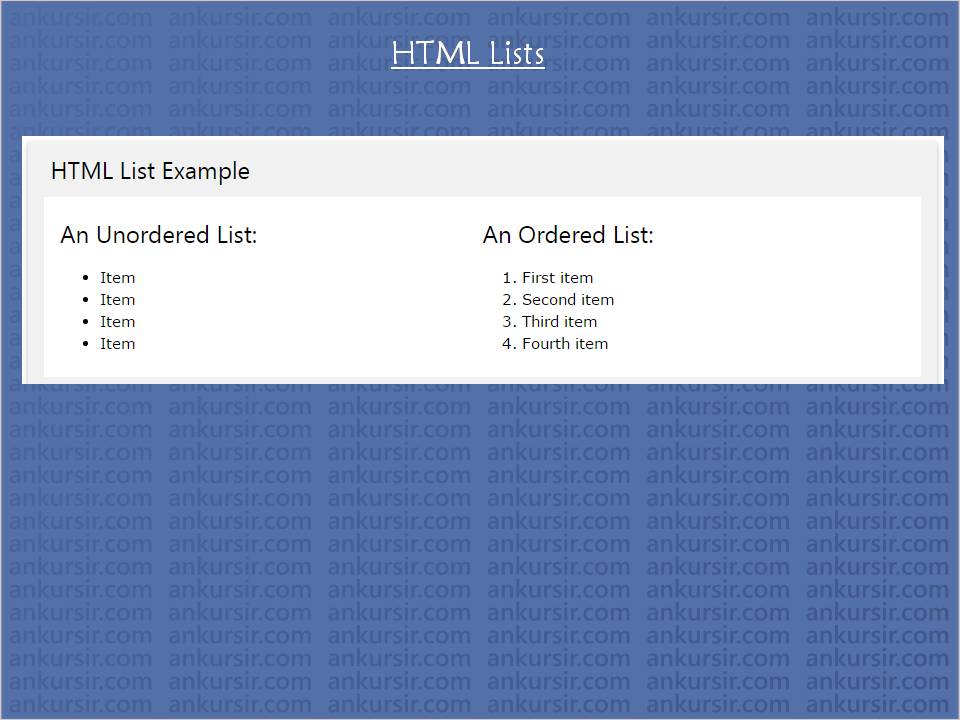 HTML Lists
HTML List Example
An Unordered List:
• Item
• Item
• Item
• Item
An Ordered List:
1. First item
2. Second item
3. Third item
4. Fourth item
ankursir.com